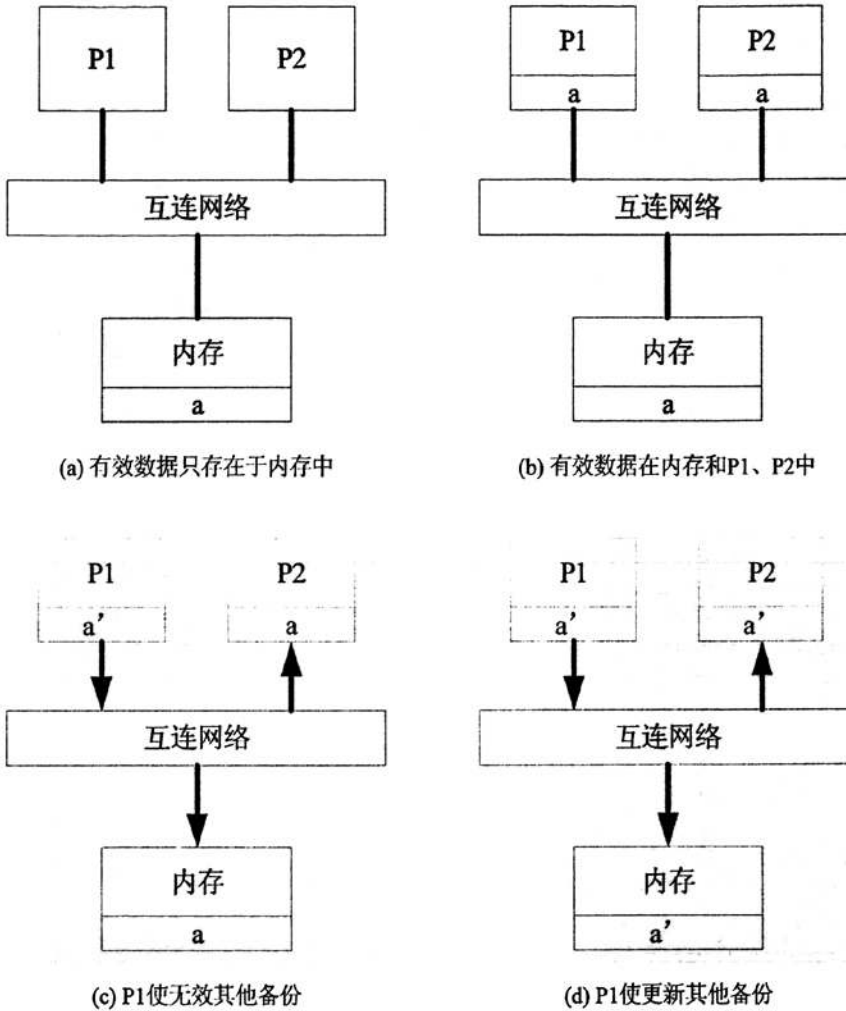 P1 P2
a a
P1 P2
互连网络 互连网络
内存 内存
a a
(a) 有效数据只存在于内存中 (b) 有效数据在内存和P1、P2中
P1 P2 P1 P2
a’ a a’ a’
互连网络 互连网络
内存 内存
a a’
(c) P1使无效其他备份 (d) P1使更新其他备份